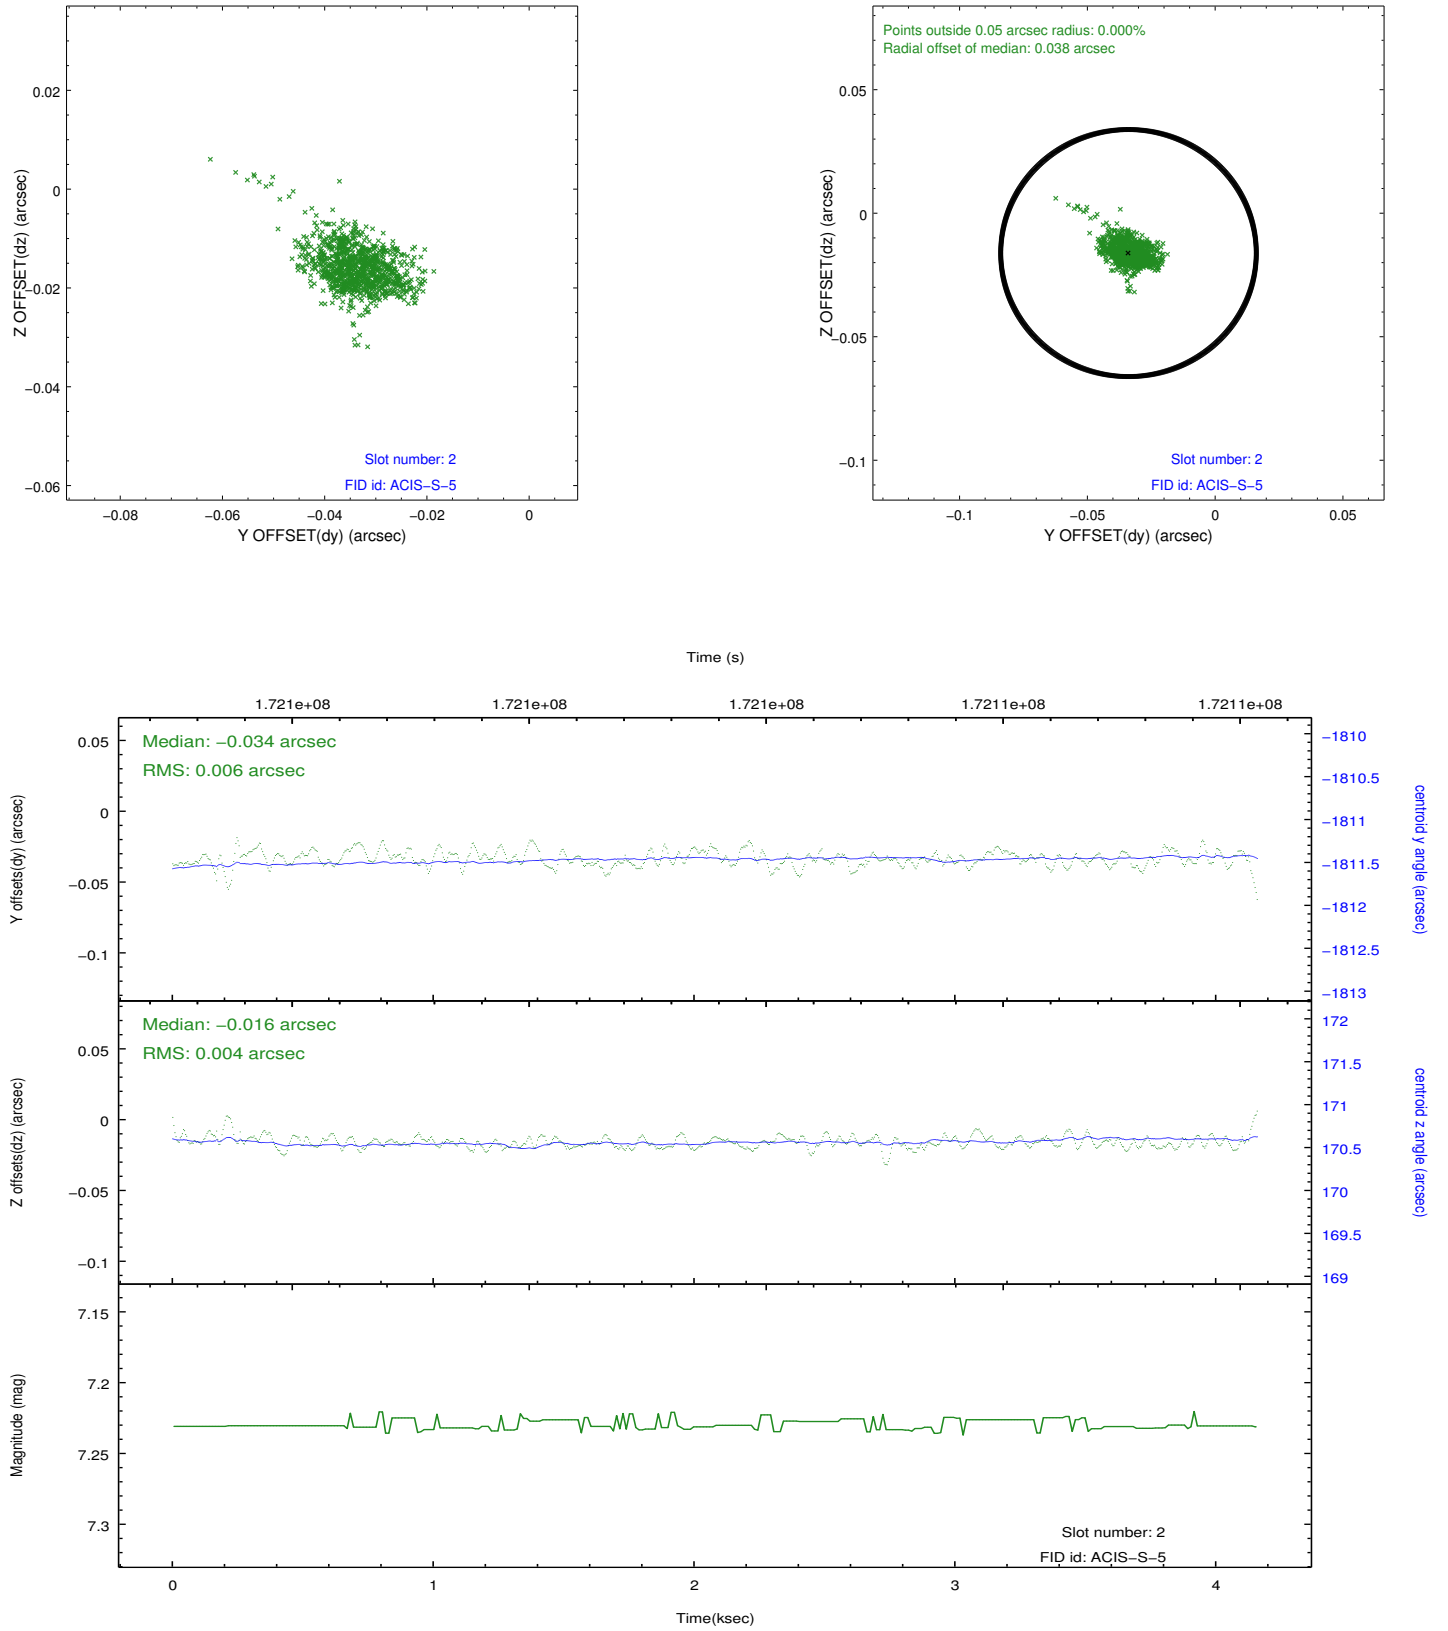 0.02
0
−0.02
−0.04
−0.06
Z OFFSET(dz) (arcsec)
Slot number: 2
FID id: ACIS−S−5
−0.08 −0.06 −0.04 −0.02 0
Y OFFSET(dy) (arcsec)
Points outside 0.05 arcsec radius: 0.000%
Radial offset of median: 0.038 arcsec
0.05
0
−0.05
−0.1
Z OFFSET(dz) (arcsec)
Slot number: 2
FID id: ACIS−S−5
−0.1 −0.05 0 0.05
Y OFFSET(dy) (arcsec)
Time (s)
1.721e+08 1.721e+08 1.721e+08 1.7211e+08 1.7211e+08
Median: −0.034 arcsec
RMS: 0.006 arcsec
0.05
0
−0.05
−0.1
Y offsets(dy) (arcsec)
−1810
−1810.5
−1811
−1811.5
−1812
−1812.5
−1813
centroid y angle (arcsec)
Median: −0.016 arcsec
RMS: 0.004 arcsec
0.05
0
−0.05
−0.1
Z offsets(dz) (arcsec)
172
171.5
171
170.5
170
169.5
169
centroid z angle (arcsec)
7.15
7.2
7.25
7.3
Magnitude (mag)
Slot number: 2
FID id: ACIS−S−5
0 1 2 3 4
Time(ksec)